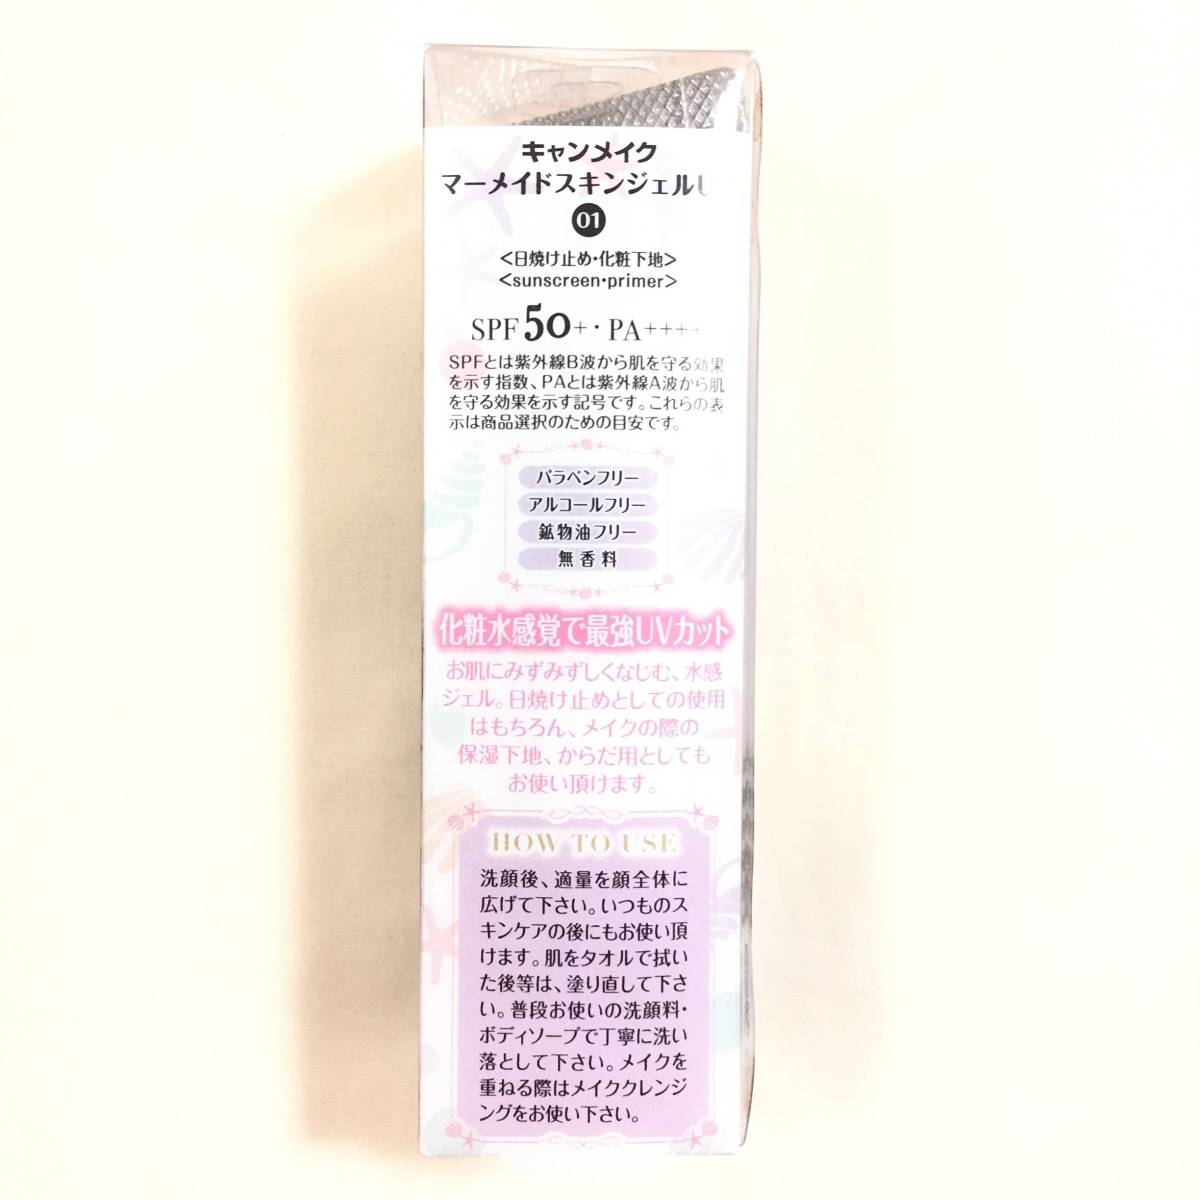 キャンメイク
マーメイドスキンジェルU
01
<日焼け止め・化粧下地>
<sunscreen・primer>
SPF50+・PA++++
SPFとは紫外線B波から肌を守る効果
を示す指数、PAとは紫外線A波から肌
を守る効果を示す記号です。これらの表
示は商品選択のための目安です。
パラベンフリー
アルコールフリー
鉱物油フリー
無香料
化粧水感覚で最強UVカット
お肌にみずみずしくなじむ、水感
ジェル。日焼け止めとしての使用
はもちろん、メイクの際の
保湿下地、からだ用としても
お使い頂けます。
HOW TO USE
洗顔後、適量を顔全体に
広げて下さい。いつものス
キンケアの後にもお使い頂
けます。肌をタオルで拭い
た後等は、塗り直して下さ
い。普段お使いの洗顔料・
ボディソープで丁寧に洗い
落として下さい。メイクを
重ねる際はメイククレンジ
ングをお使い下さい。